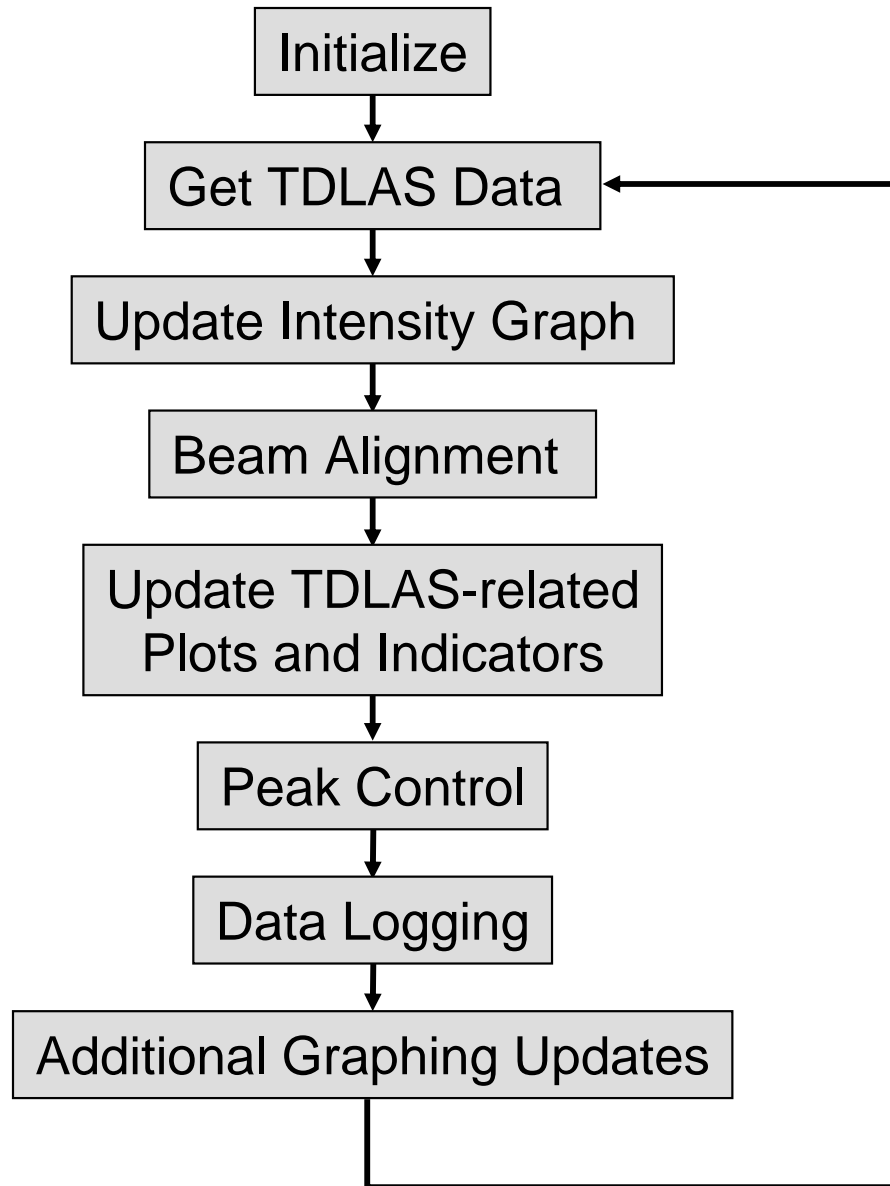 Initialize
Get TDLAS Data
Update Intensity Graph
Beam Alignment
Update TDLAS-related
Plots and Indicators
Peak Control
Data Logging
Additional Graphing Updates